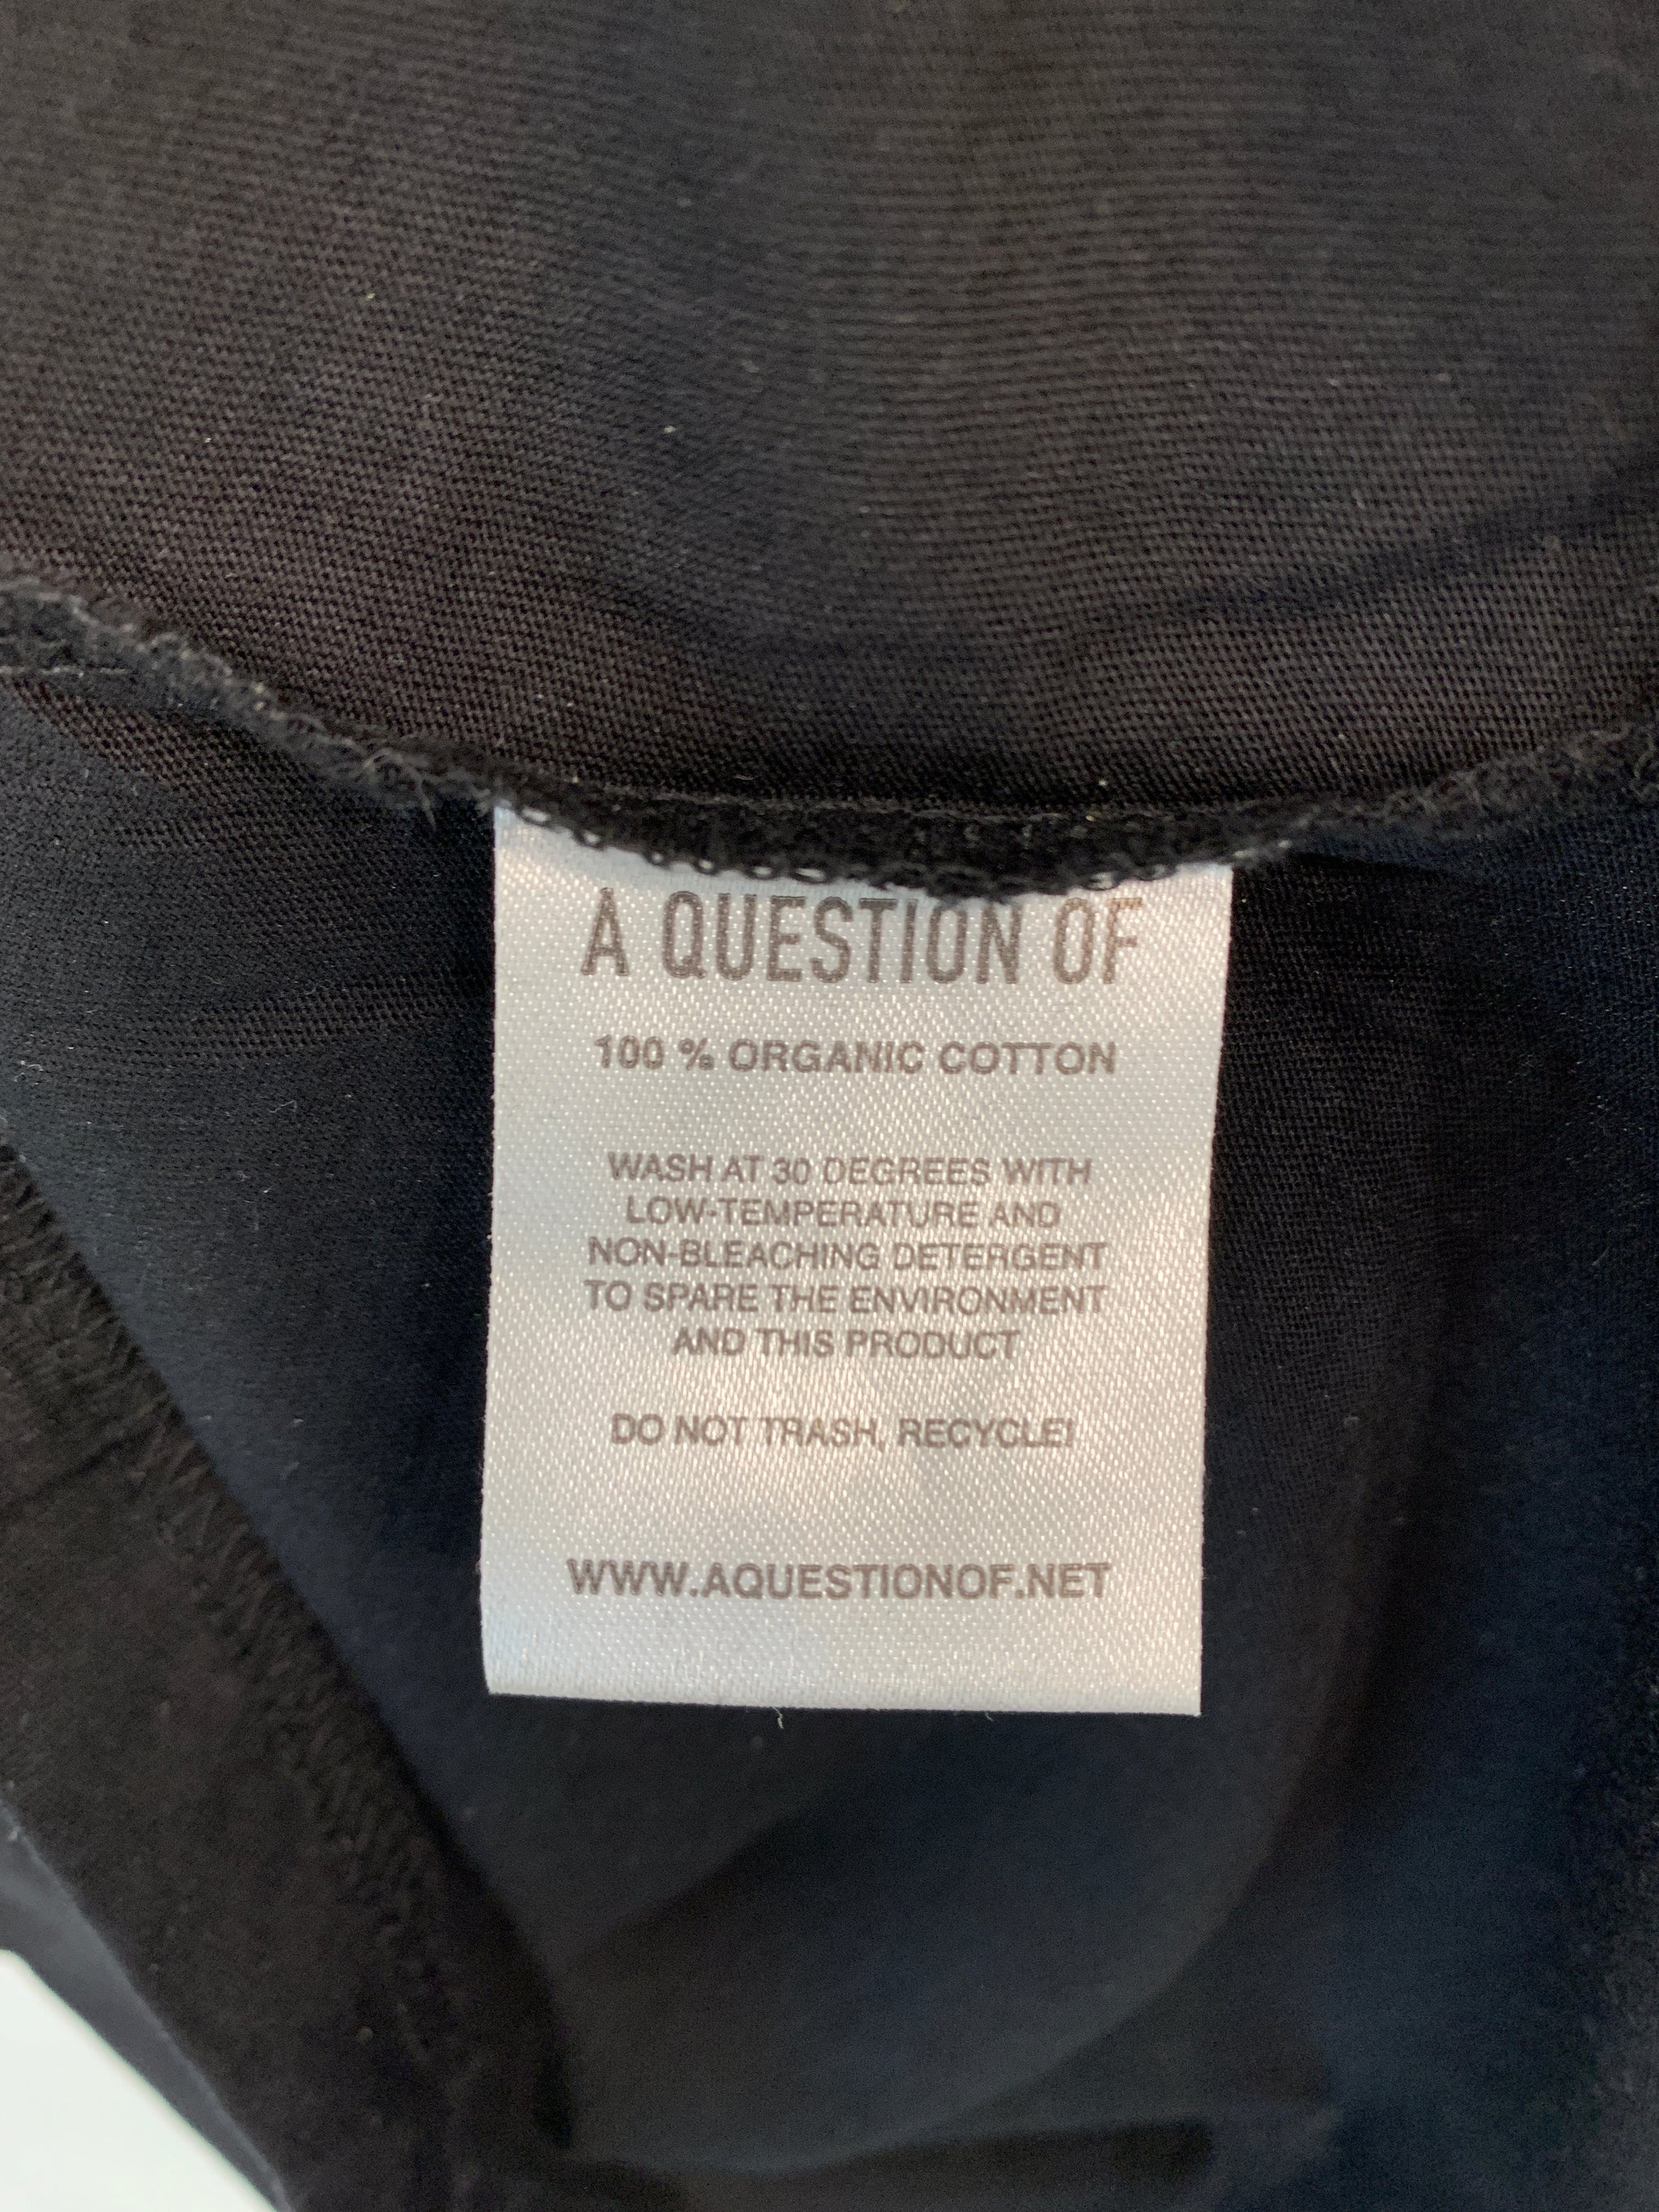 A QUESTION OF
100 % ORGANIC COTTON
WASH AT 30 DEGREES WITH
LOW-TEMPERATURE AND
NON-BLEACHING DETERGENT
TO SPARE THE ENVIRONMENT
AND THIS PRODUCT
DO NOT TRASH, RECYCLE!
WWW.AQUESTIONOF.NET